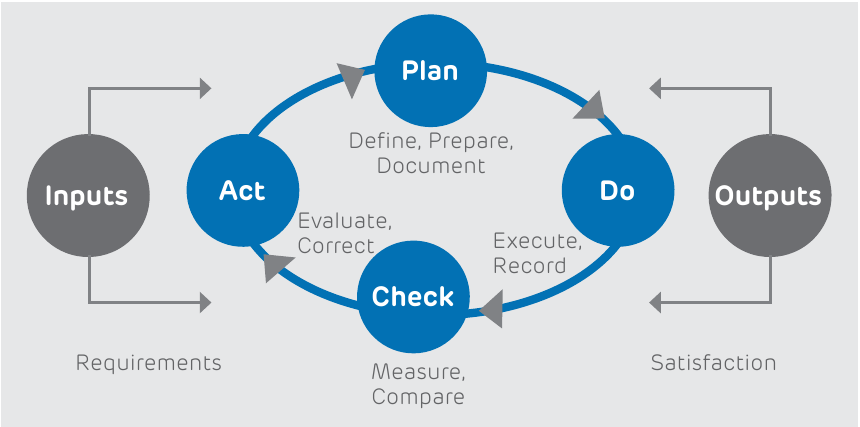 Plan
Define, Prepare,
Document
Inputs
Act
Do
Outputs
Evaluate,
Correct
Execute,
Record
Check
Requirements
Satisfaction
Measure,
Compare